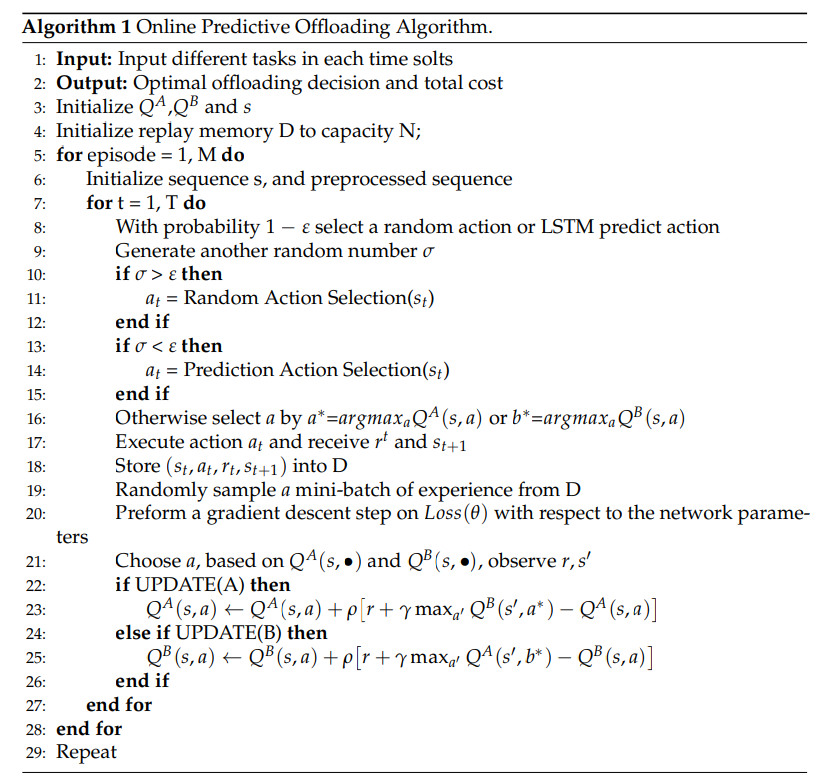 Algorithm 1 Online Predictive Offloading Algorithm.
1: Input: Input different tasks in each time solts
2: Output: Optimal offloading decision and total cost
3: Initialize Q^A,Q^B and s
4: Initialize replay memory D to capacity N;
5: for episode = 1, M do
6: Initialize sequence s, and preprocessed sequence
7: for t = 1, T do
8: With probability 1 − ε select a random action or LSTM predict action
9: Generate another random number σ
10: if σ > ε then
11: a_t = Random Action Selection(s_t)
12: end if
13: if σ < ε then
14: a_t = Prediction Action Selection(s_t)
15: end if
16: Otherwise select a by a*=argmax_a Q^A(s, a) or b*=argmax_a Q^B(s, a)
17: Execute action a_t and receive r^t and s_{t+1}
18: Store (s_t, a_t, r_t, s_{t+1}) into D
19: Randomly sample a mini-batch of experience from D
20: Preform a gradient descent step on Loss(θ) with respect to the network parame-
ters
21: Choose a, based on Q^A(s, •) and Q^B(s, •), observe r, s′
22: if UPDATE(A) then
23: Q^A(s, a) ← Q^A(s, a) + ρ[r + γ max_{a′} Q^B(s′, a*) − Q^A(s, a)]
24: else if UPDATE(B) then
25: Q^B(s, a) ← Q^B(s, a) + ρ[r + γ max_{a′} Q^A(s′, b*) − Q^B(s, a)]
26: end if
27: end for
28: end for
29: Repeat